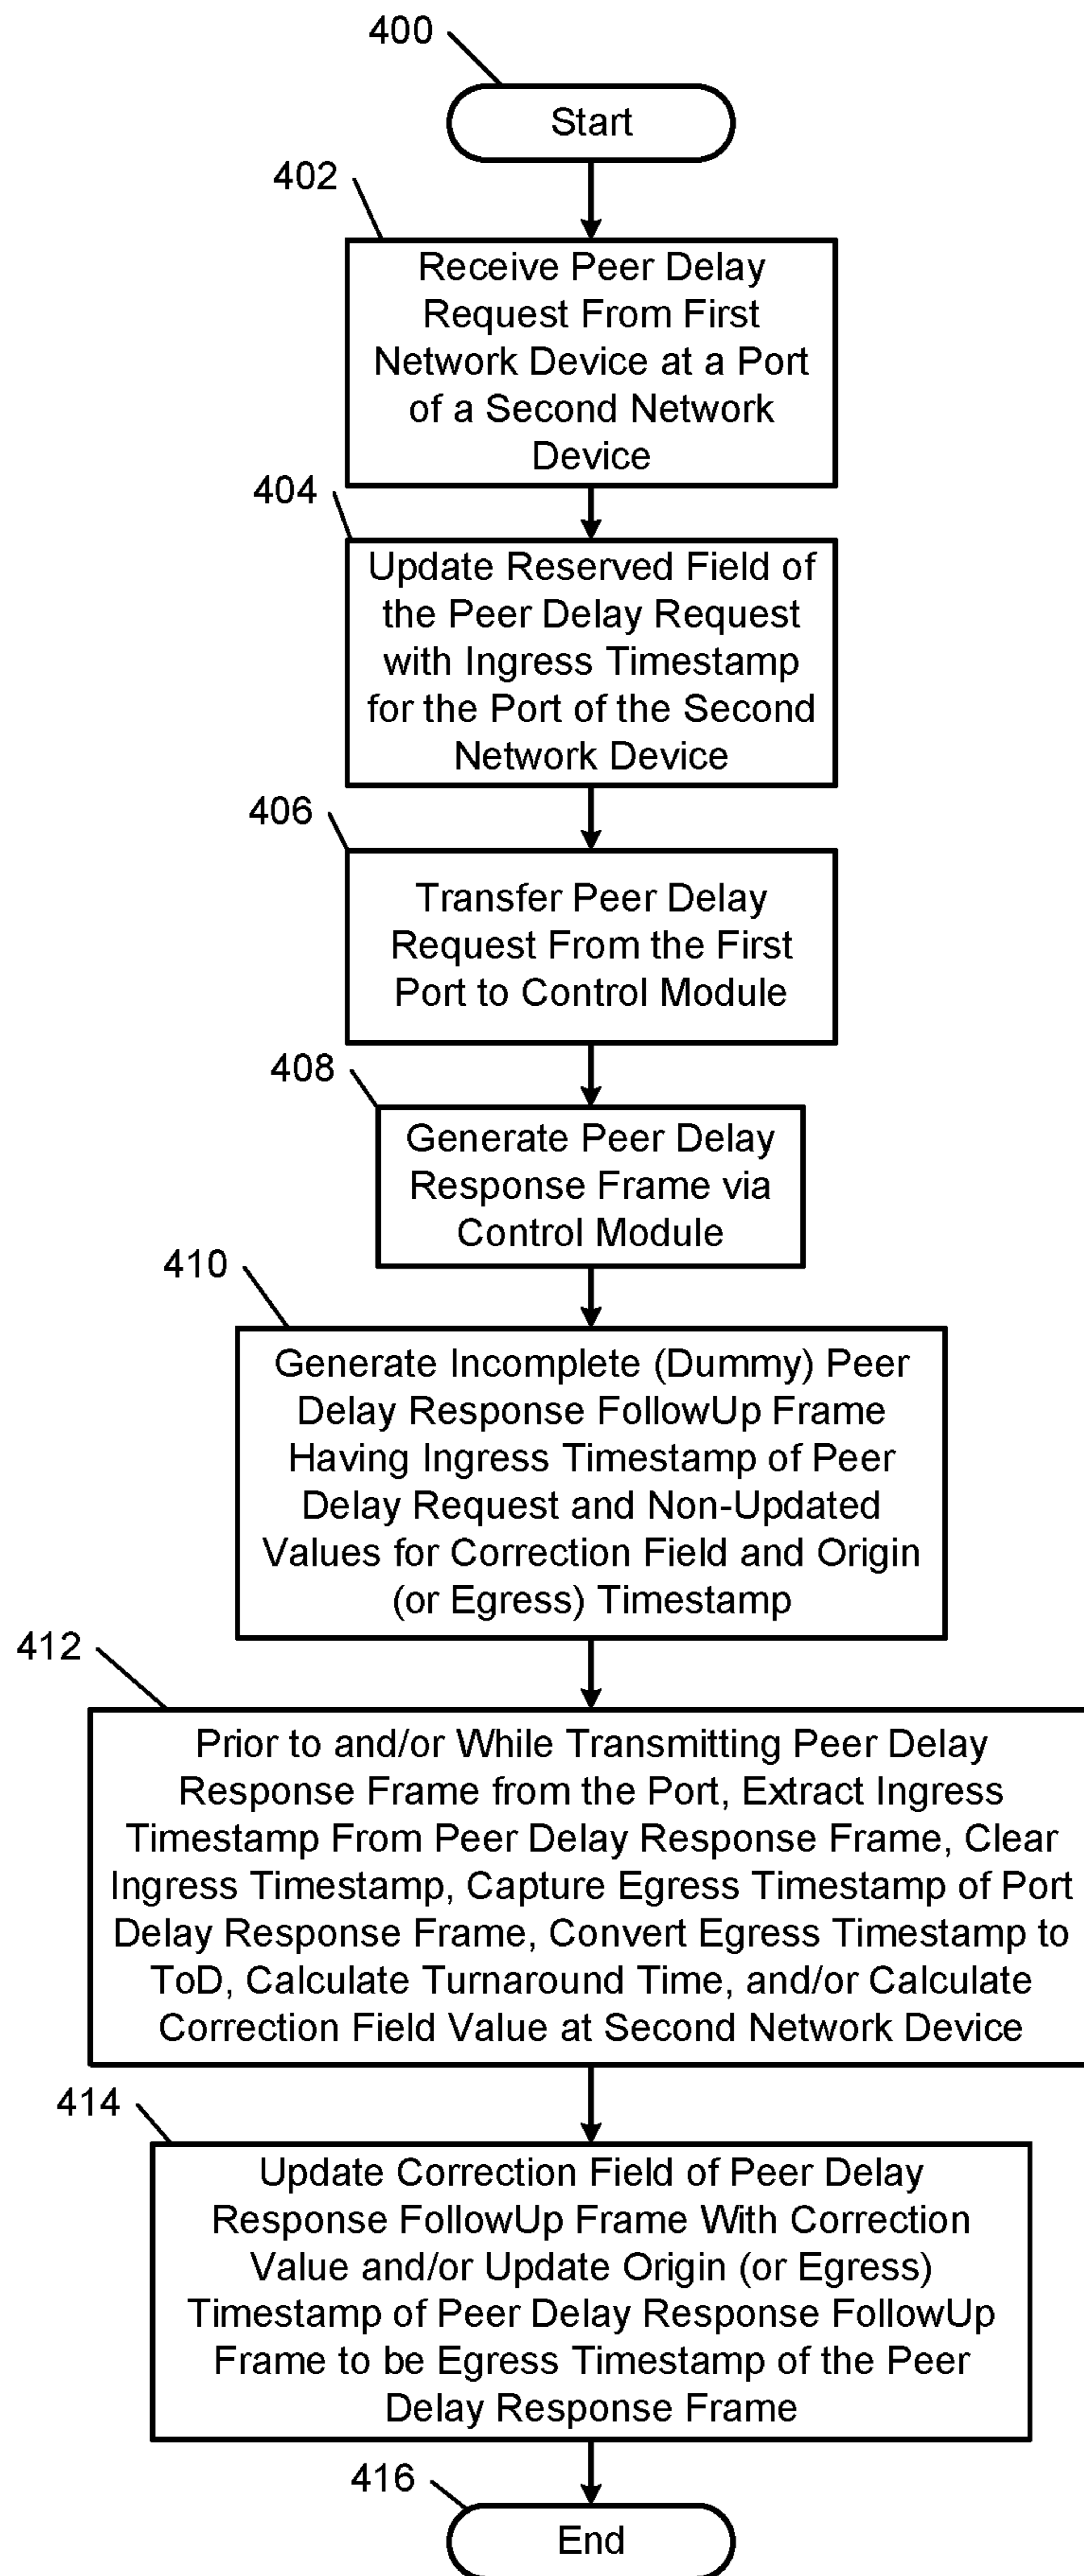 400
Start
402
Receive Peer Delay
Request From First
Network Device at a Port
of a Second Network
Device
404
Update Reserved Field of
the Peer Delay Request
with Ingress Timestamp
for the Port of the Second
Network Device
406
Transfer Peer Delay
Request From the First
Port to Control Module
408
Generate Peer Delay
Response Frame via
Control Module
410
Generate Incomplete (Dummy) Peer
Delay Response FollowUp Frame
Having Ingress Timestamp of Peer
Delay Request and Non-Updated
Values for Correction Field and Origin
(or Egress) Timestamp
412
Prior to and/or While Transmitting Peer Delay
Response Frame from the Port, Extract Ingress
Timestamp From Peer Delay Response Frame, Clear
Ingress Timestamp, Capture Egress Timestamp of Port
Delay Response Frame, Convert Egress Timestamp to
ToD, Calculate Turnaround Time, and/or Calculate
Correction Field Value at Second Network Device
414
Update Correction Field of Peer Delay
Response FollowUp Frame With Correction
Value and/or Update Origin (or Egress)
Timestamp of Peer Delay Response FollowUp
Frame to be Egress Timestamp of the Peer
Delay Response Frame
416
End